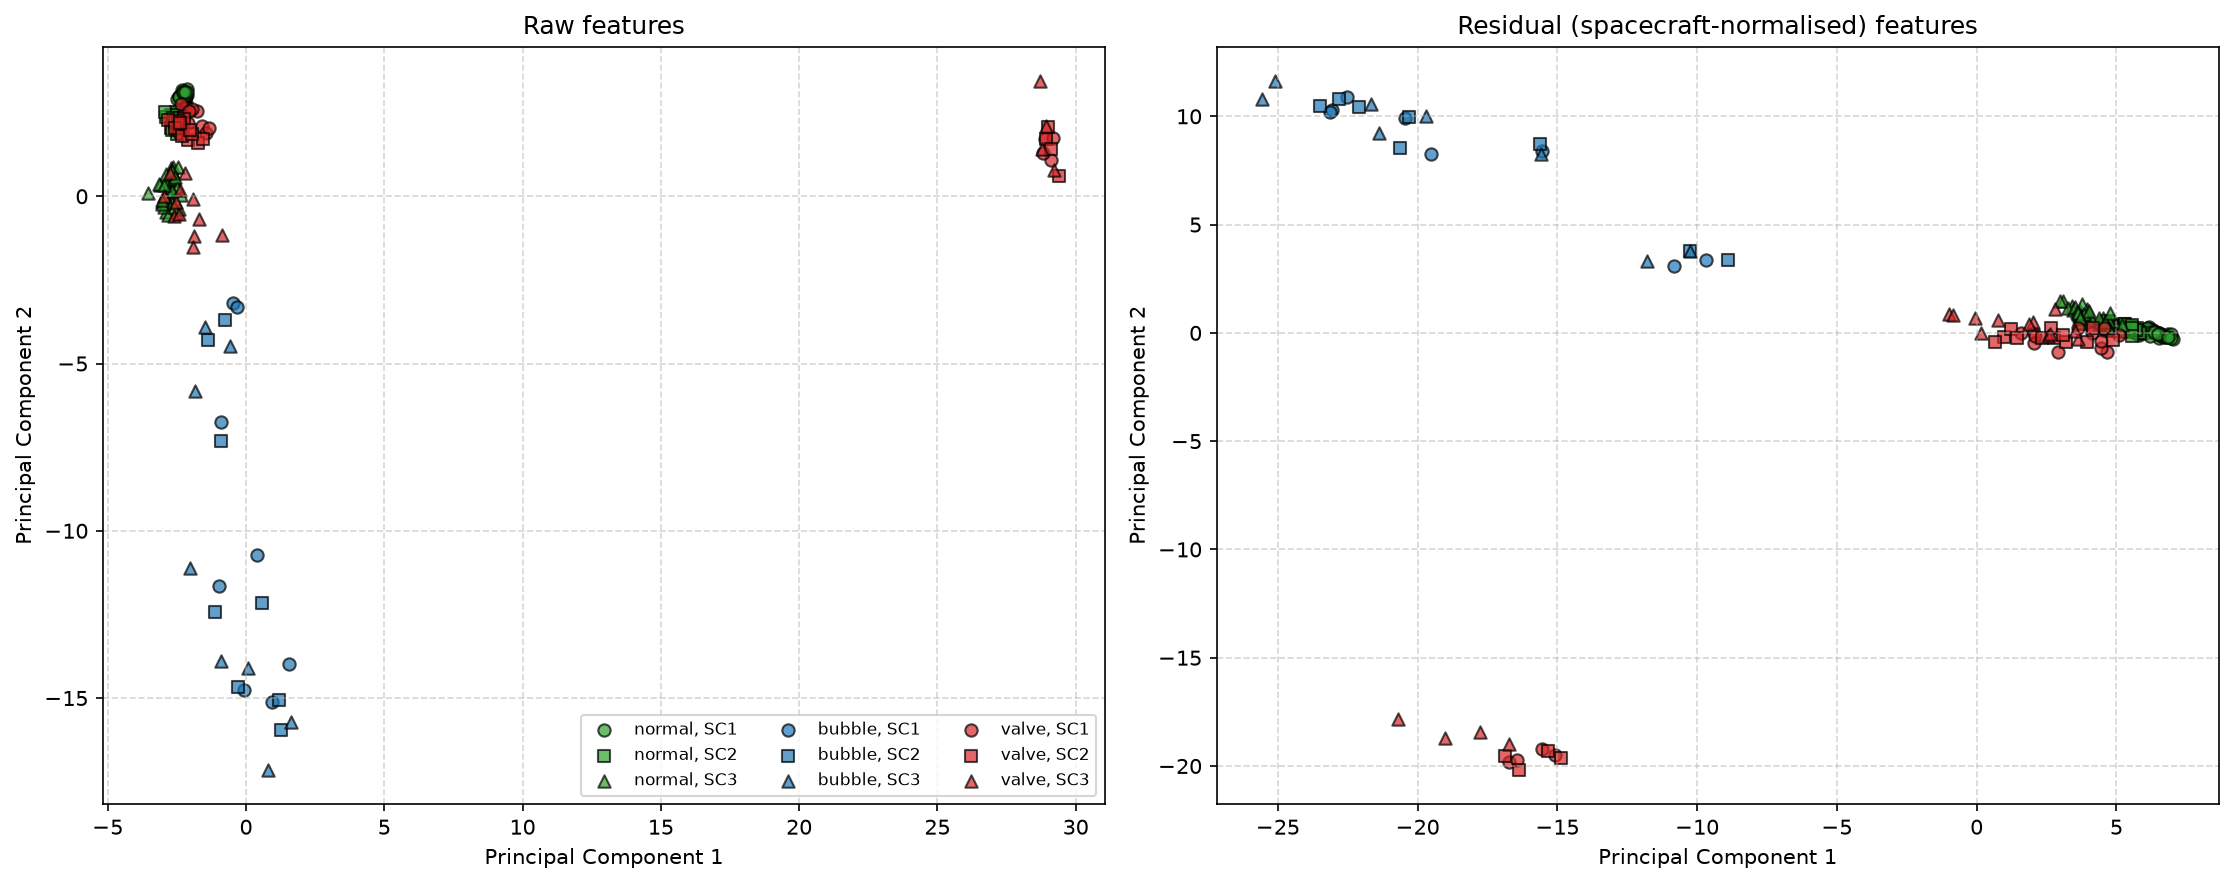 Raw features
Residual (spacecraft-normalised) features
Principal Component 2
0
−5
−10
−15
−5
0
5
10
15
20
25
30
Principal Component 1
normal, SC1
bubble, SC1
valve, SC1
normal, SC2
bubble, SC2
valve, SC2
normal, SC3
bubble, SC3
valve, SC3
Principal Component 2
10
5
0
−5
−10
−15
−20
−25
−20
−15
−10
−5
0
5
Principal Component 1